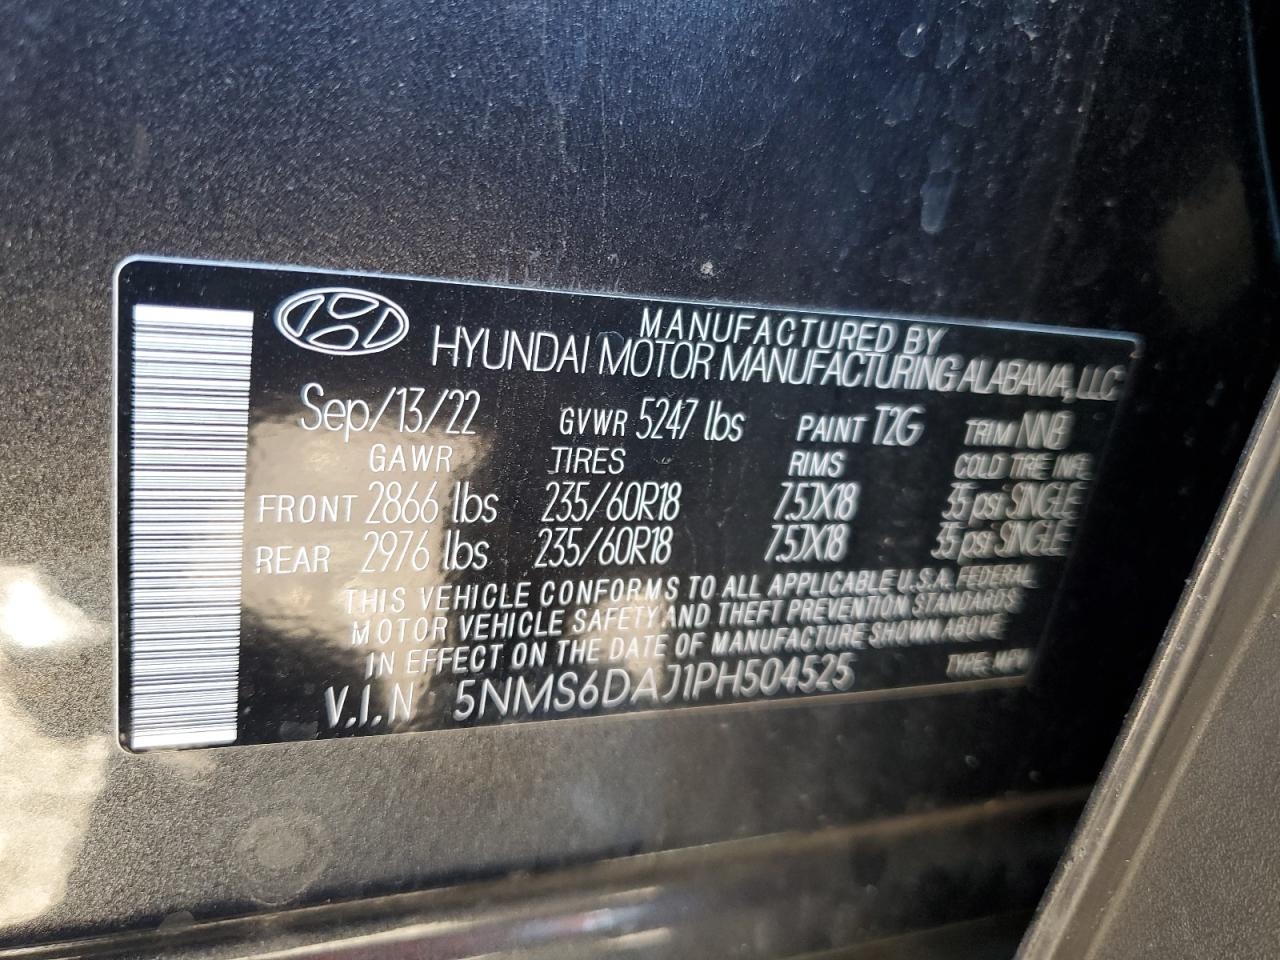 MANUFACTURED BY
HYUNDAI MOTOR MANUFACTURING ALABAMA, LLC
Sep/13/22 GVWR 5247 lbs PAINT T2G TRIM NNB
GAWR TIRES RIMS COLD TIRE INFL
FRONT 2866 lbs 235/60R18 7.5JX18 35 psi SINGLE
REAR 2976 lbs 235/60R18 7.5JX18 35 psi SINGLE
THIS VEHICLE CONFORMS TO ALL APPLICABLE U.S.A. FEDERAL
MOTOR VEHICLE SAFETY AND THEFT PREVENTION STANDARDS
IN EFFECT ON THE DATE OF MANUFACTURE SHOWN ABOVE
V.I.N 5NMS6DAJ1PH504525 TYPE: MPV